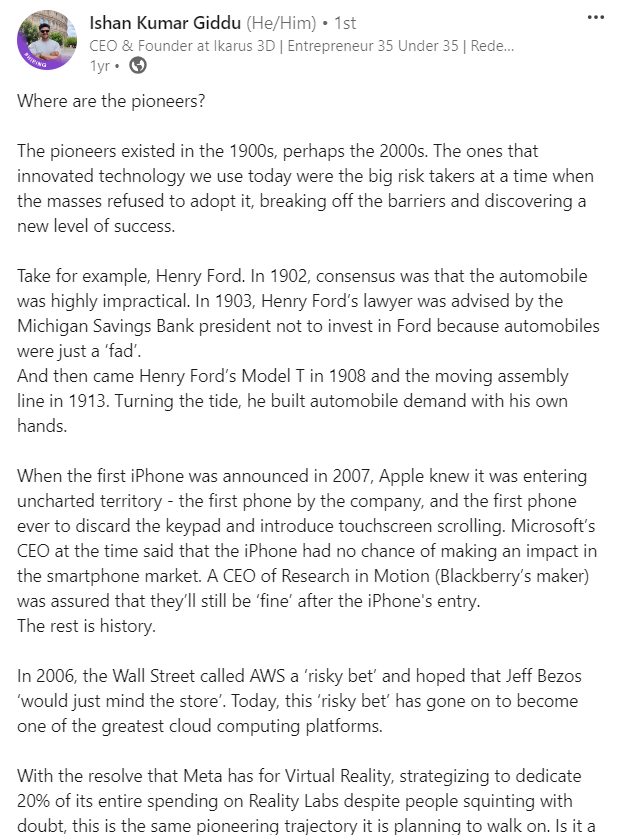 Ishan Kumar Giddu (He/Him) • 1st
CEO & Founder at Ikarus 3D | Entrepreneur 35 Under 35 | Rede...
1yr •
Where are the pioneers?
The pioneers existed in the 1900s, perhaps the 2000s. The ones that
innovated technology we use today were the big risk takers at a time when
the masses refused to adopt it, breaking off the barriers and discovering a
new level of success.
Take for example, Henry Ford. In 1902, consensus was that the automobile
was highly impractical. In 1903, Henry Ford’s lawyer was advised by the
Michigan Savings Bank president not to invest in Ford because automobiles
were just a ‘fad’.
And then came Henry Ford’s Model T in 1908 and the moving assembly
line in 1913. Turning the tide, he built automobile demand with his own
hands.
When the first iPhone was announced in 2007, Apple knew it was entering
uncharted territory - the first phone by the company, and the first phone
ever to discard the keypad and introduce touchscreen scrolling. Microsoft’s
CEO at the time said that the iPhone had no chance of making an impact in
the smartphone market. A CEO of Research in Motion (Blackberry’s maker)
was assured that they’ll still be ‘fine’ after the iPhone's entry.
The rest is history.
In 2006, the Wall Street called AWS a ‘risky bet’ and hoped that Jeff Bezos
‘would just mind the store’. Today, this ‘risky bet’ has gone on to become
one of the greatest cloud computing platforms.
With the resolve that Meta has for Virtual Reality, strategizing to dedicate
20% of its entire spending on Reality Labs despite people squinting with
doubt, this is the same pioneering trajectory it is planning to walk on. Is it a